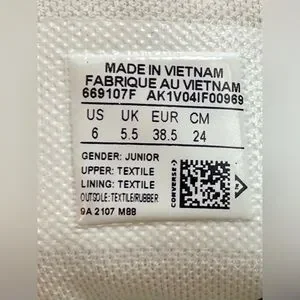 MADE IN VIETNAM
FABRIQUE AU VIETNAM
669107F AK1V04IF00969
US UK EUR CM
6 5.5 38.5 24
GENDER: JUNIOR
UPPER: TEXTILE
LINING: TEXTILE
OUTSOLE: TEXTILE/RUBBER
9A 2107 M88
CONVERSE